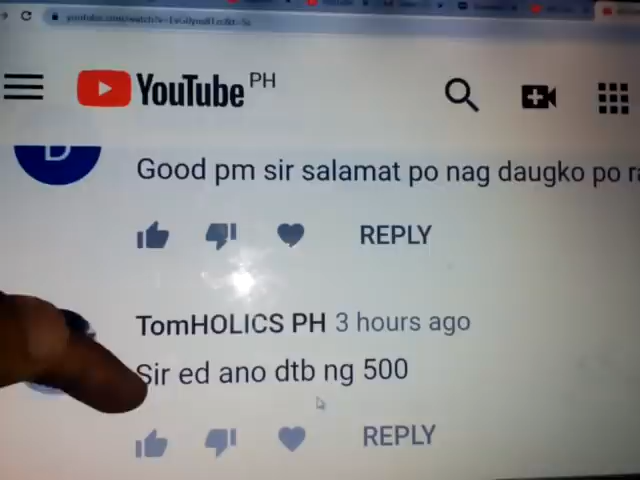 YouTube PH
D
Good pm sir salamat po nag daugko po
REPLY
TomHOLICS PH 3 hours ago
Sir ed ano dtb ng 500
REPLY